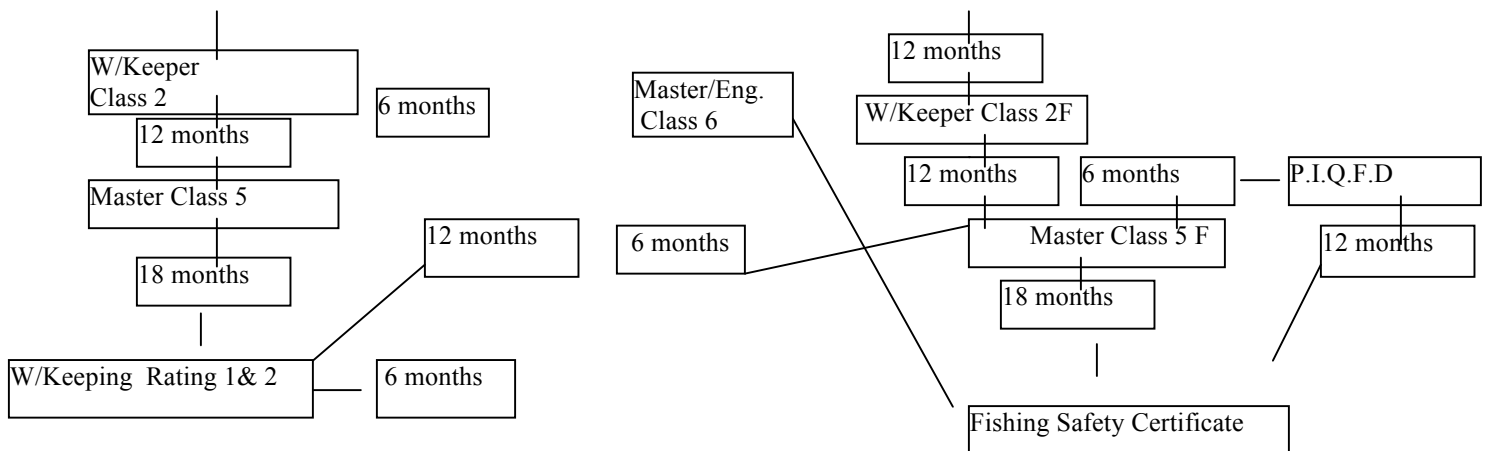 12 months
W/Keeper
Class 2
6 months
Master/Eng.
Class 6
W/Keeper Class 2F
12 months
12 months
6 months
P.I.Q.F.D
Master Class 5
12 months
6 months
Master Class 5 F
12 months
18 months
18 months
W/Keeping Rating 1& 2
6 months
Fishing Safety Certificate